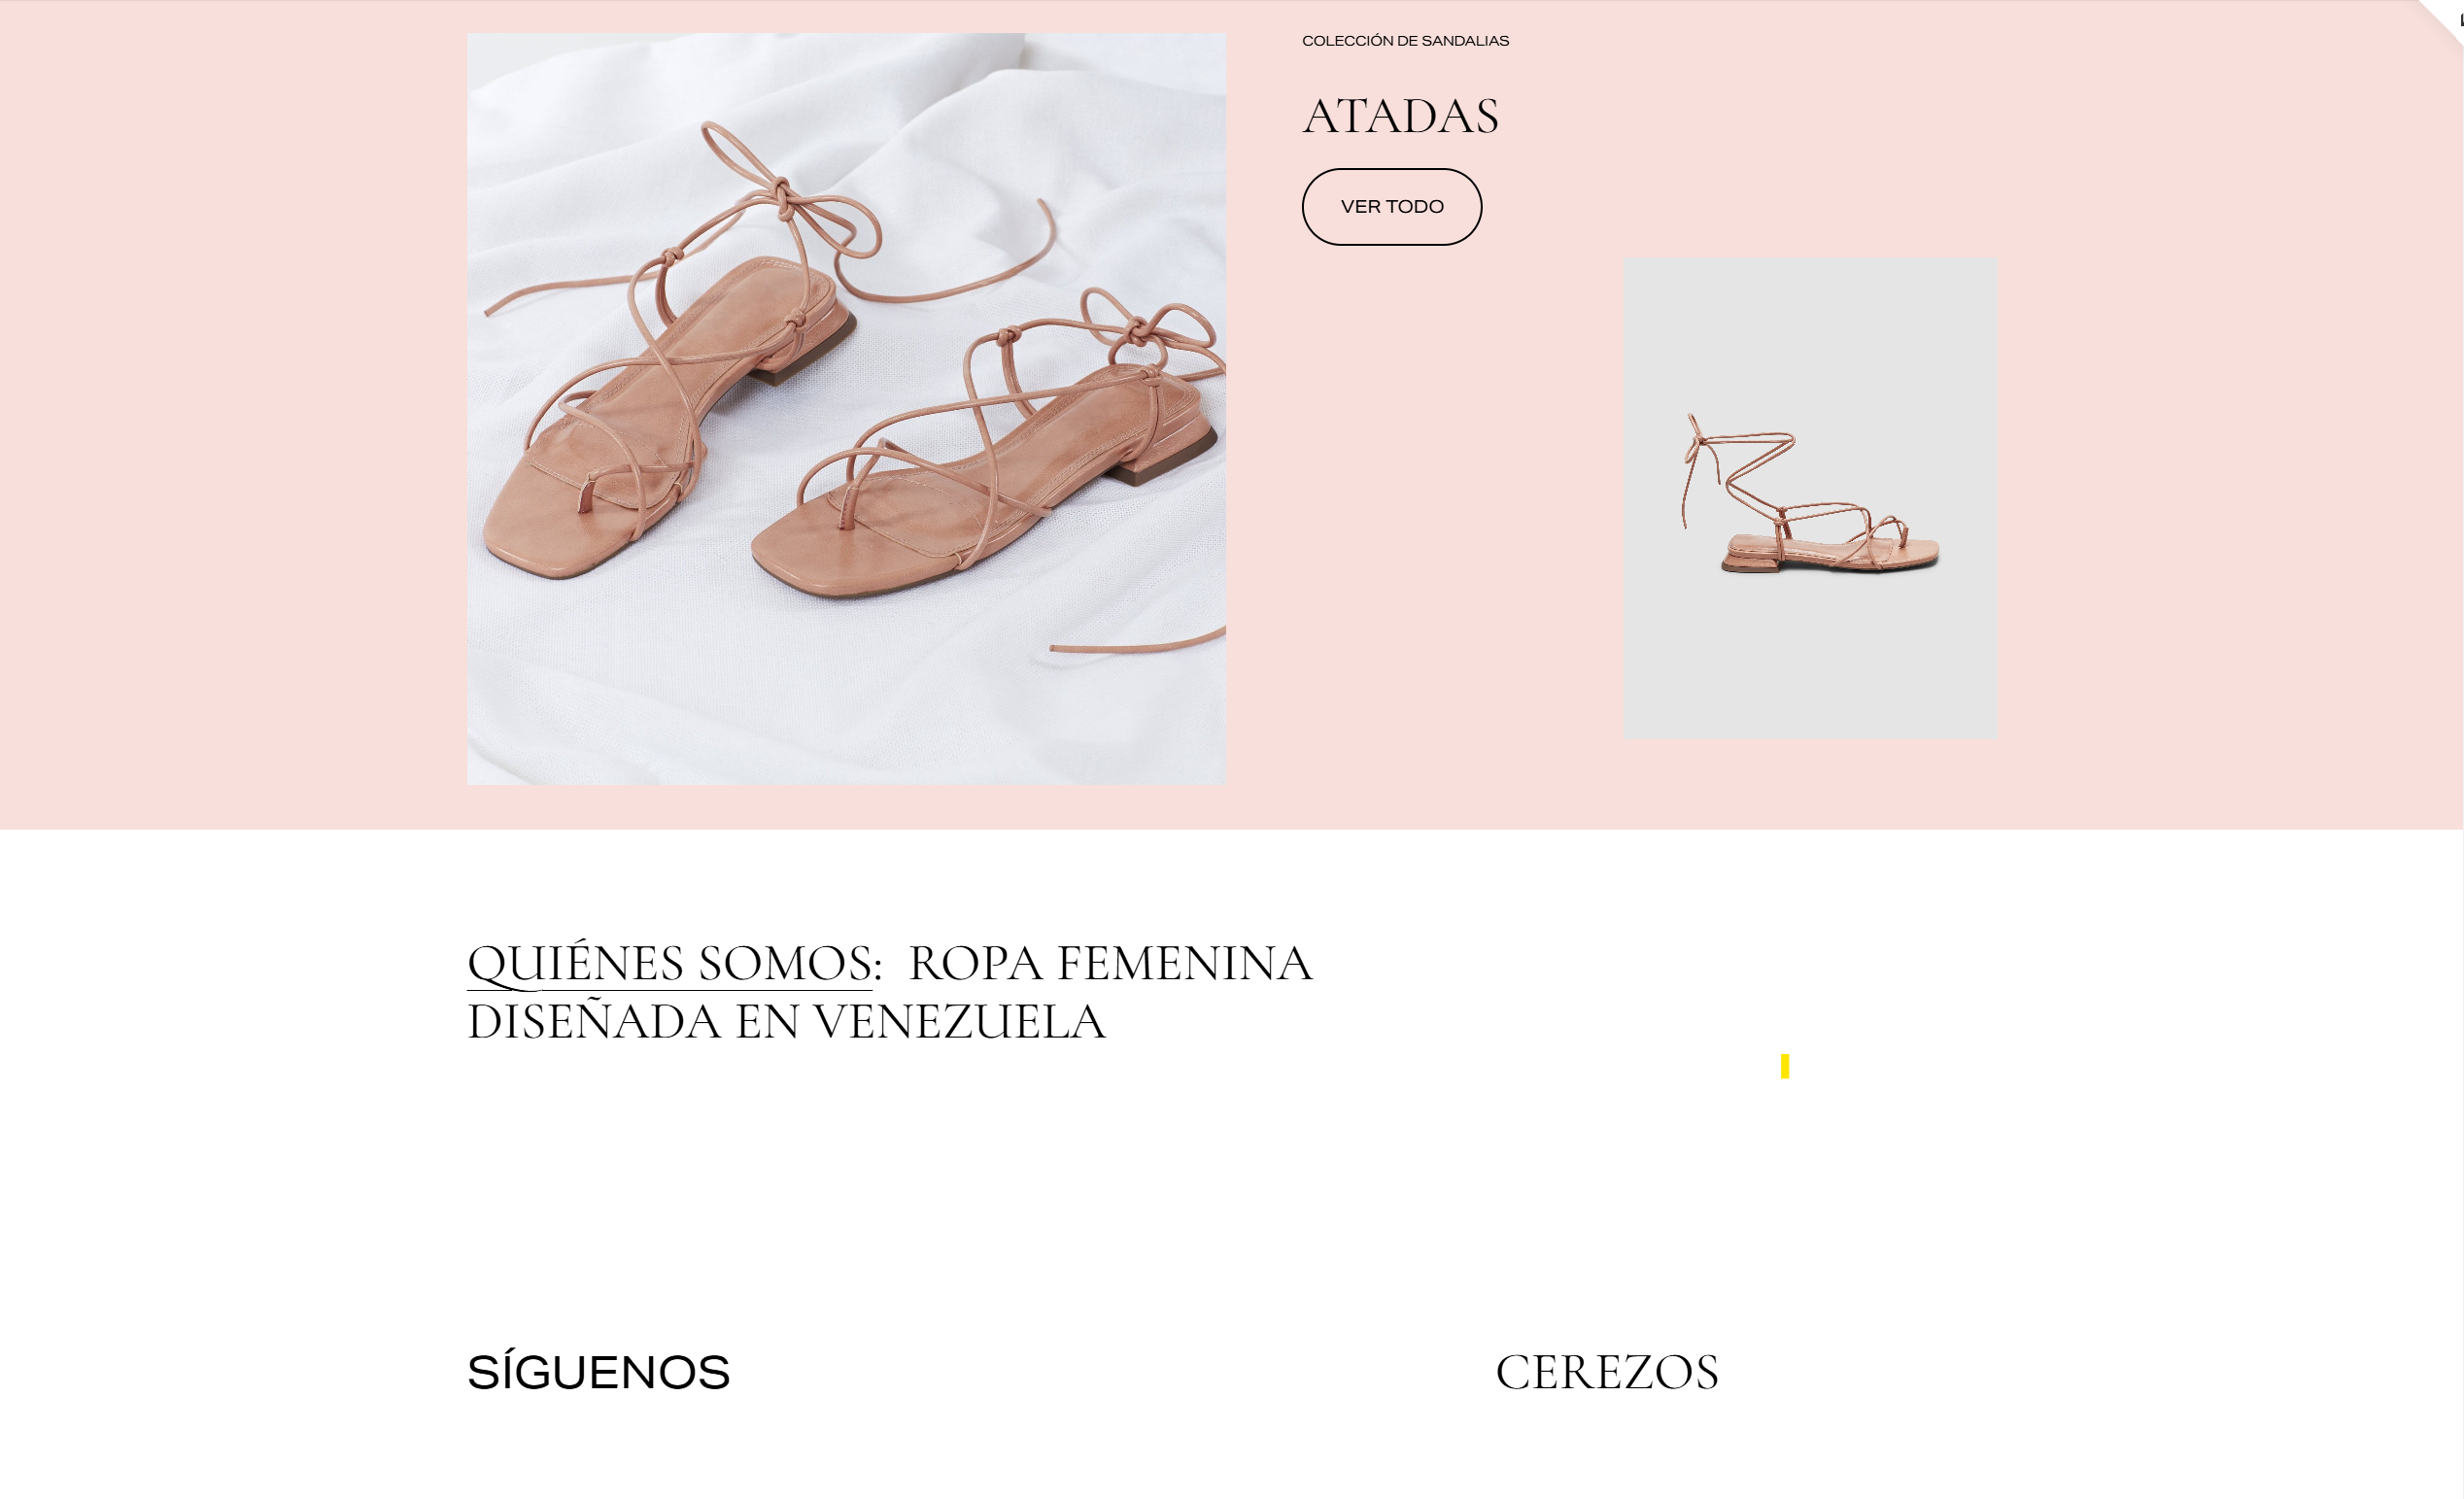 COLECCIÓN DE SANDALIAS
ATADAS
VER TODO
QUIÉNES SOMOS:  ROPA FEMENINA
DISEÑADA EN VENEZUELA
SÍGUENOS
CEREZOS